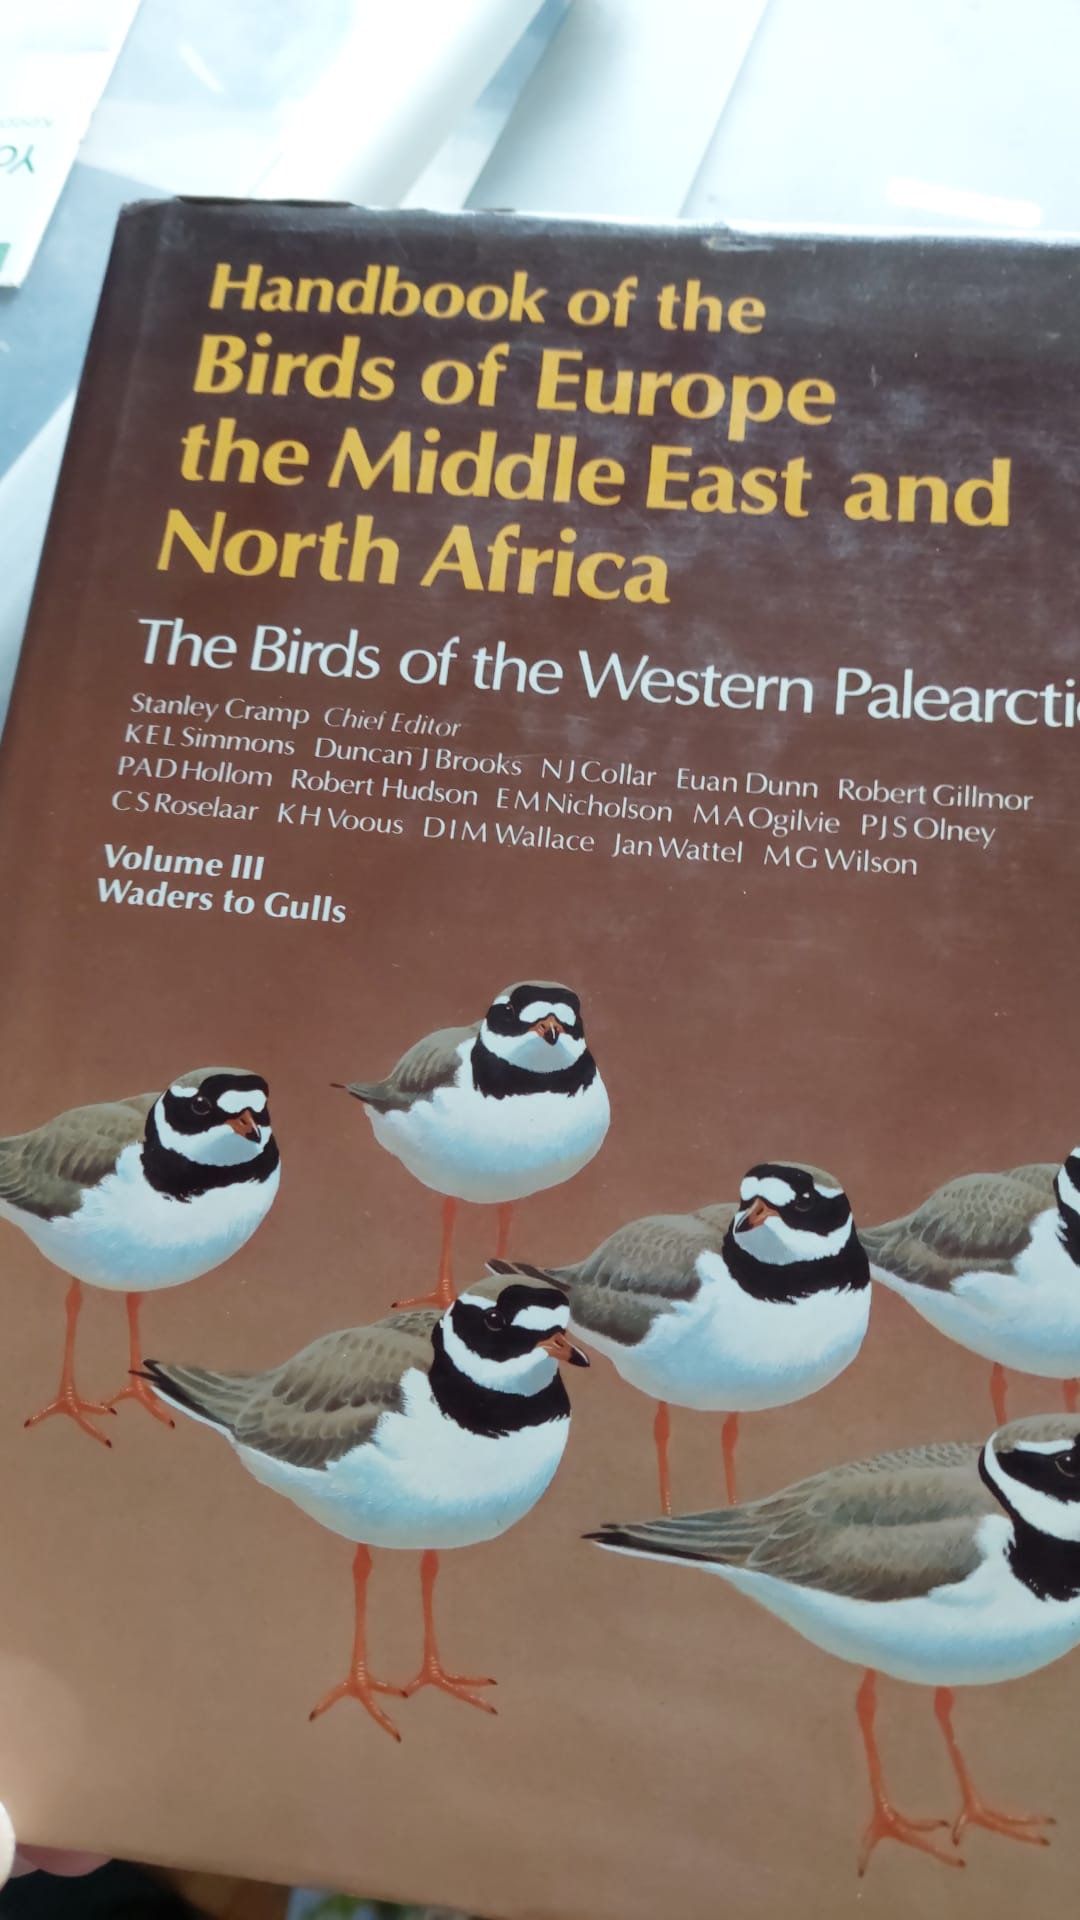 Handbook of the
Birds of Europe
the Middle East and
North Africa
The Birds of the Western Palearcti
Stanley Cramp Chief Editor
K E L Simmons Duncan J Brooks N J Collar Euan Dunn Robert Gillmor
P A D Hollom Robert Hudson E M Nicholson M A Ogilvie P J S Olney
C S Roselaar K H Voous D I M Wallace Jan Wattel M G Wilson
Volume III
Waders to Gulls